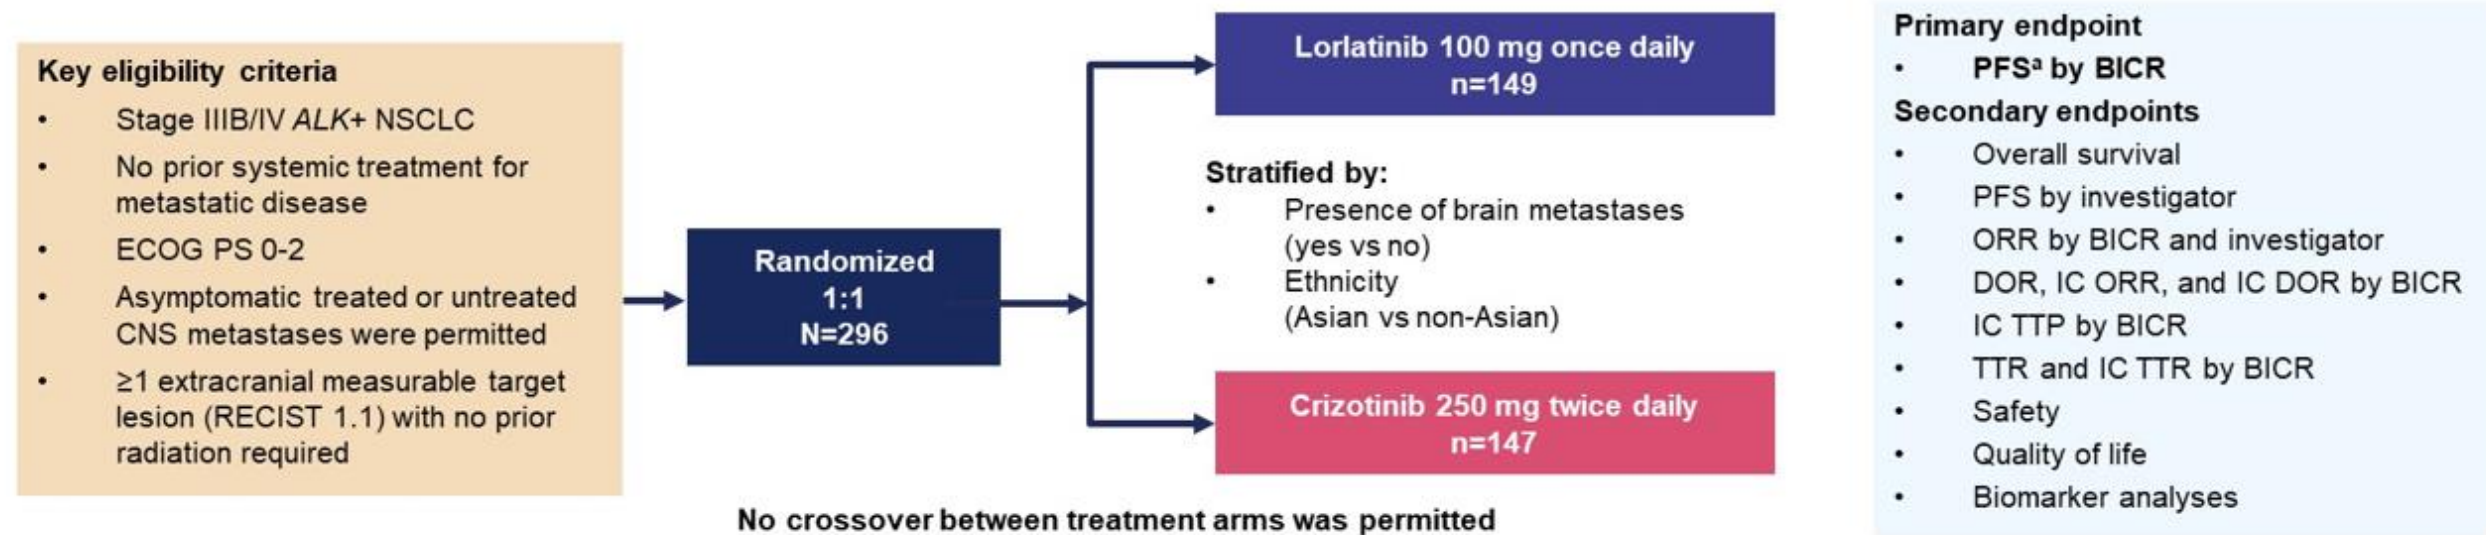 Key eligibility criteria
• Stage IIIB/IV ALK+ NSCLC
• No prior systemic treatment for
metastatic disease
• ECOG PS 0-2
• Asymptomatic treated or untreated
CNS metastases were permitted
• ≥1 extracranial measurable target
lesion (RECIST 1.1) with no prior
radiation required
Randomized
1:1
N=296
Lorlatinib 100 mg once daily
n=149
Stratified by:
• Presence of brain metastases
(yes vs no)
• Ethnicity
(Asian vs non-Asian)
Crizotinib 250 mg twice daily
n=147
No crossover between treatment arms was permitted
Primary endpoint
• PFSᵃ by BICR
Secondary endpoints
• Overall survival
• PFS by investigator
• ORR by BICR and investigator
• DOR, IC ORR, and IC DOR by BICR
• IC TTP by BICR
• TTR and IC TTR by BICR
• Safety
• Quality of life
• Biomarker analyses